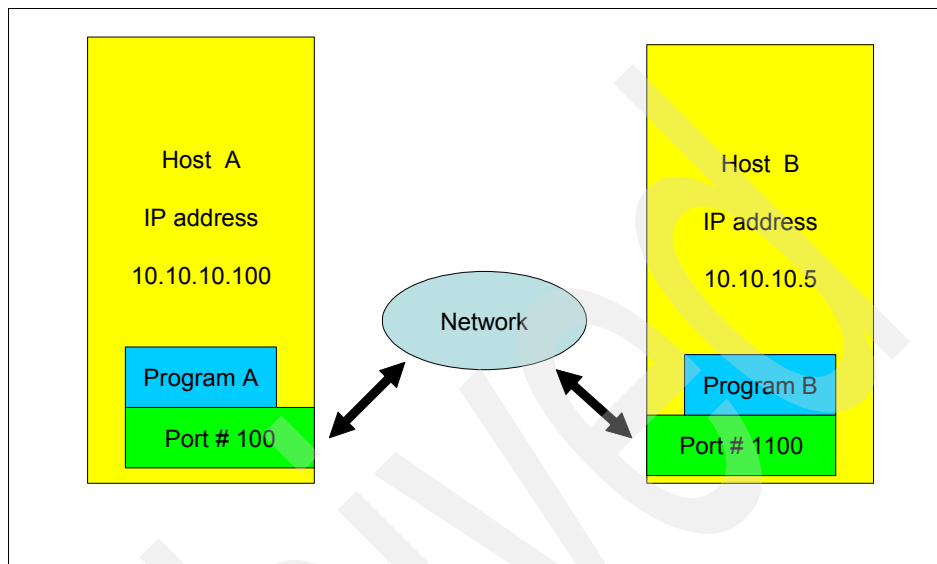 Host A
IP address
10.10.10.100
Program A
Port # 100
Network
Host B
IP address
10.10.10.5
Program B
Port # 1100